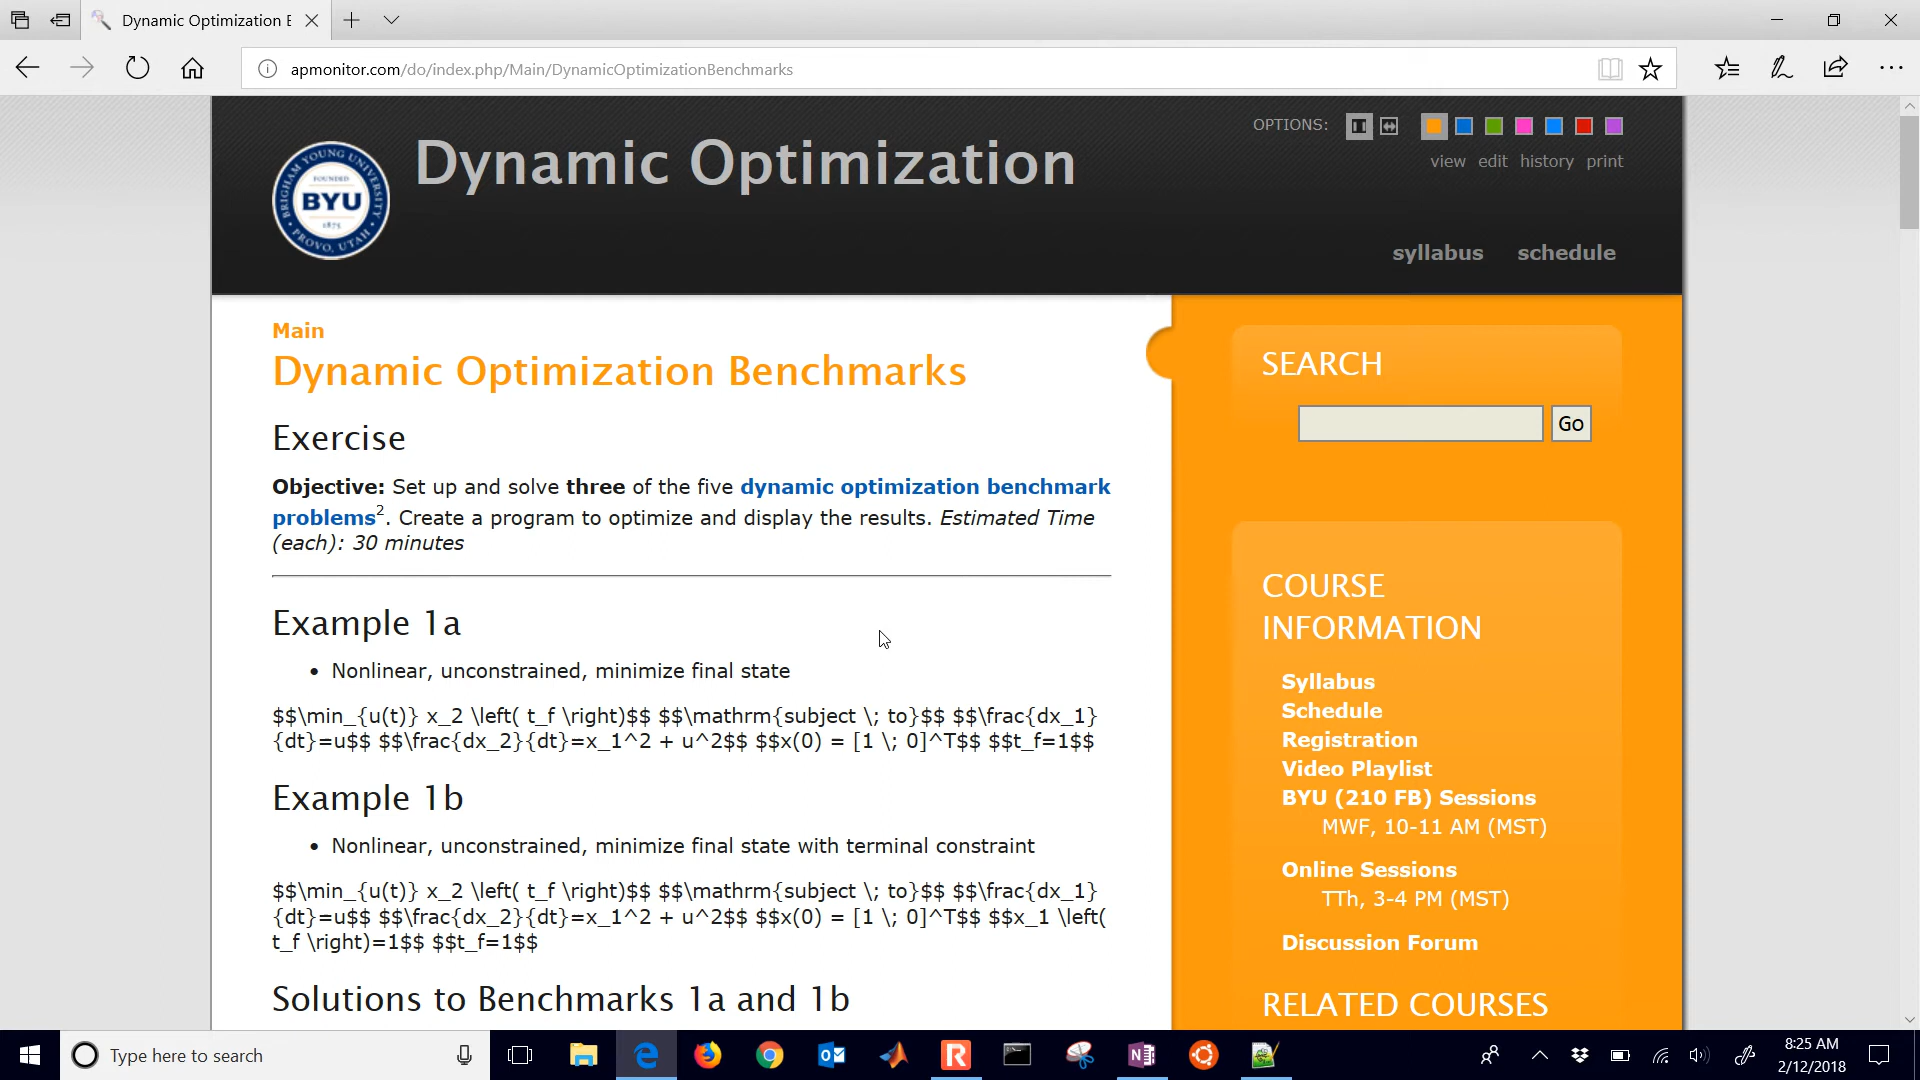 Dynamic Optimization E
apmonitor.com/do/index.php/Main/DynamicOptimizationBenchmarks
BRIGHAM YOUNG UNIVERSITY
FOUNDED
BYU
1875
PROVO, UTAH
Dynamic Optimization
OPTIONS:
view edit history print
syllabus schedule
Main
Dynamic Optimization Benchmarks
Exercise
Objective: Set up and solve three of the five dynamic optimization benchmark
problems2. Create a program to optimize and display the results. Estimated Time
(each): 30 minutes
Example 1a
• Nonlinear, unconstrained, minimize final state
$$\min_{u(t)} x_2 \left( t_f \right)$$ $$\mathrm{subject \; to}$$ $$\frac{dx_1}
{dt}=u$$ $$\frac{dx_2}{dt}=x_1^2 + u^2$$ $$x(0) = [1 \; 0]^T$$ $$t_f=1$$
Example 1b
• Nonlinear, unconstrained, minimize final state with terminal constraint
$$\min_{u(t)} x_2 \left( t_f \right)$$ $$\mathrm{subject \; to}$$ $$\frac{dx_1}
{dt}=u$$ $$\frac{dx_2}{dt}=x_1^2 + u^2$$ $$x(0) = [1 \; 0]^T$$ $$x_1 \left(
t_f \right)=1$$ $$t_f=1$$
Solutions to Benchmarks 1a and 1b
SEARCH
Go
COURSE
INFORMATION
Syllabus
Schedule
Registration
Video Playlist
BYU (210 FB) Sessions
MWF, 10-11 AM (MST)
Online Sessions
TTh, 3-4 PM (MST)
Discussion Forum
RELATED COURSES
Type here to search
8:25 AM
2/12/2018